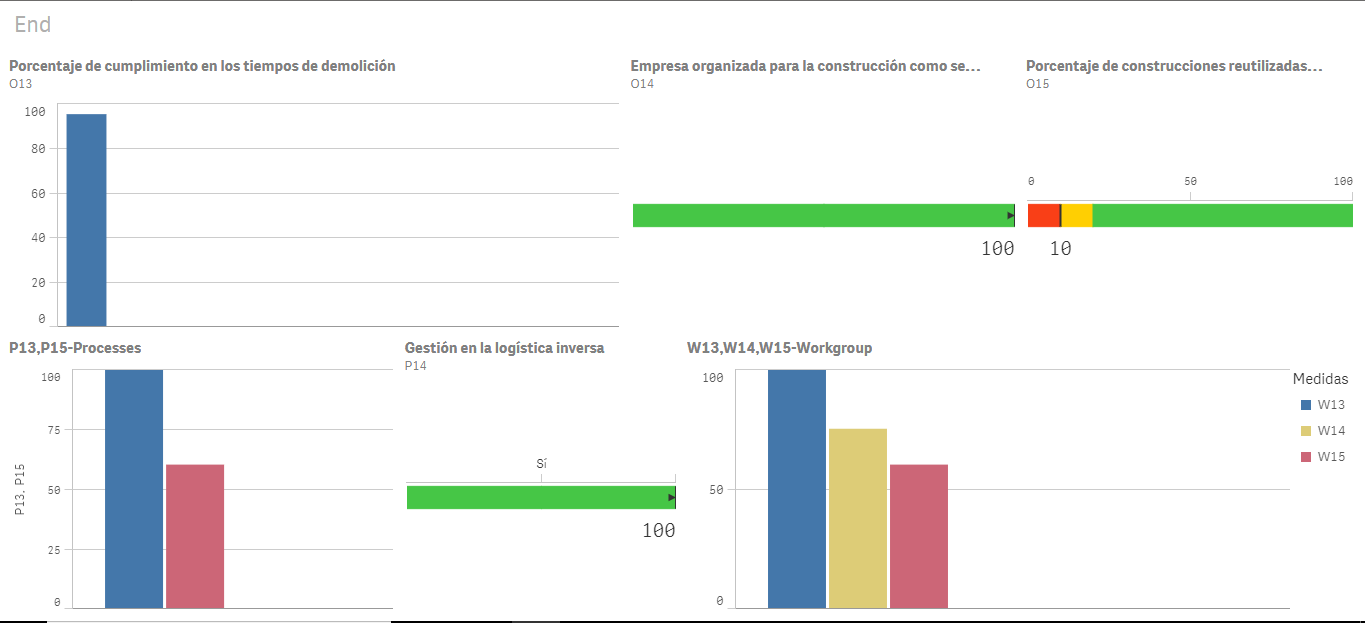 End
Porcentaje de cumplimiento en los tiempos de demolición
O13
100
80
60
40
20
0
Empresa organizada para la construcción como se...
O14
100
Porcentaje de construcciones reutilizadas...
O15
0 50 100
10
P13,P15-Processes
P13, P15
100
75
50
25
0
Gestión en la logística inversa
P14
Sí
100
W13,W14,W15-Workgroup
100
50
0
Medidas
W13
W14
W15